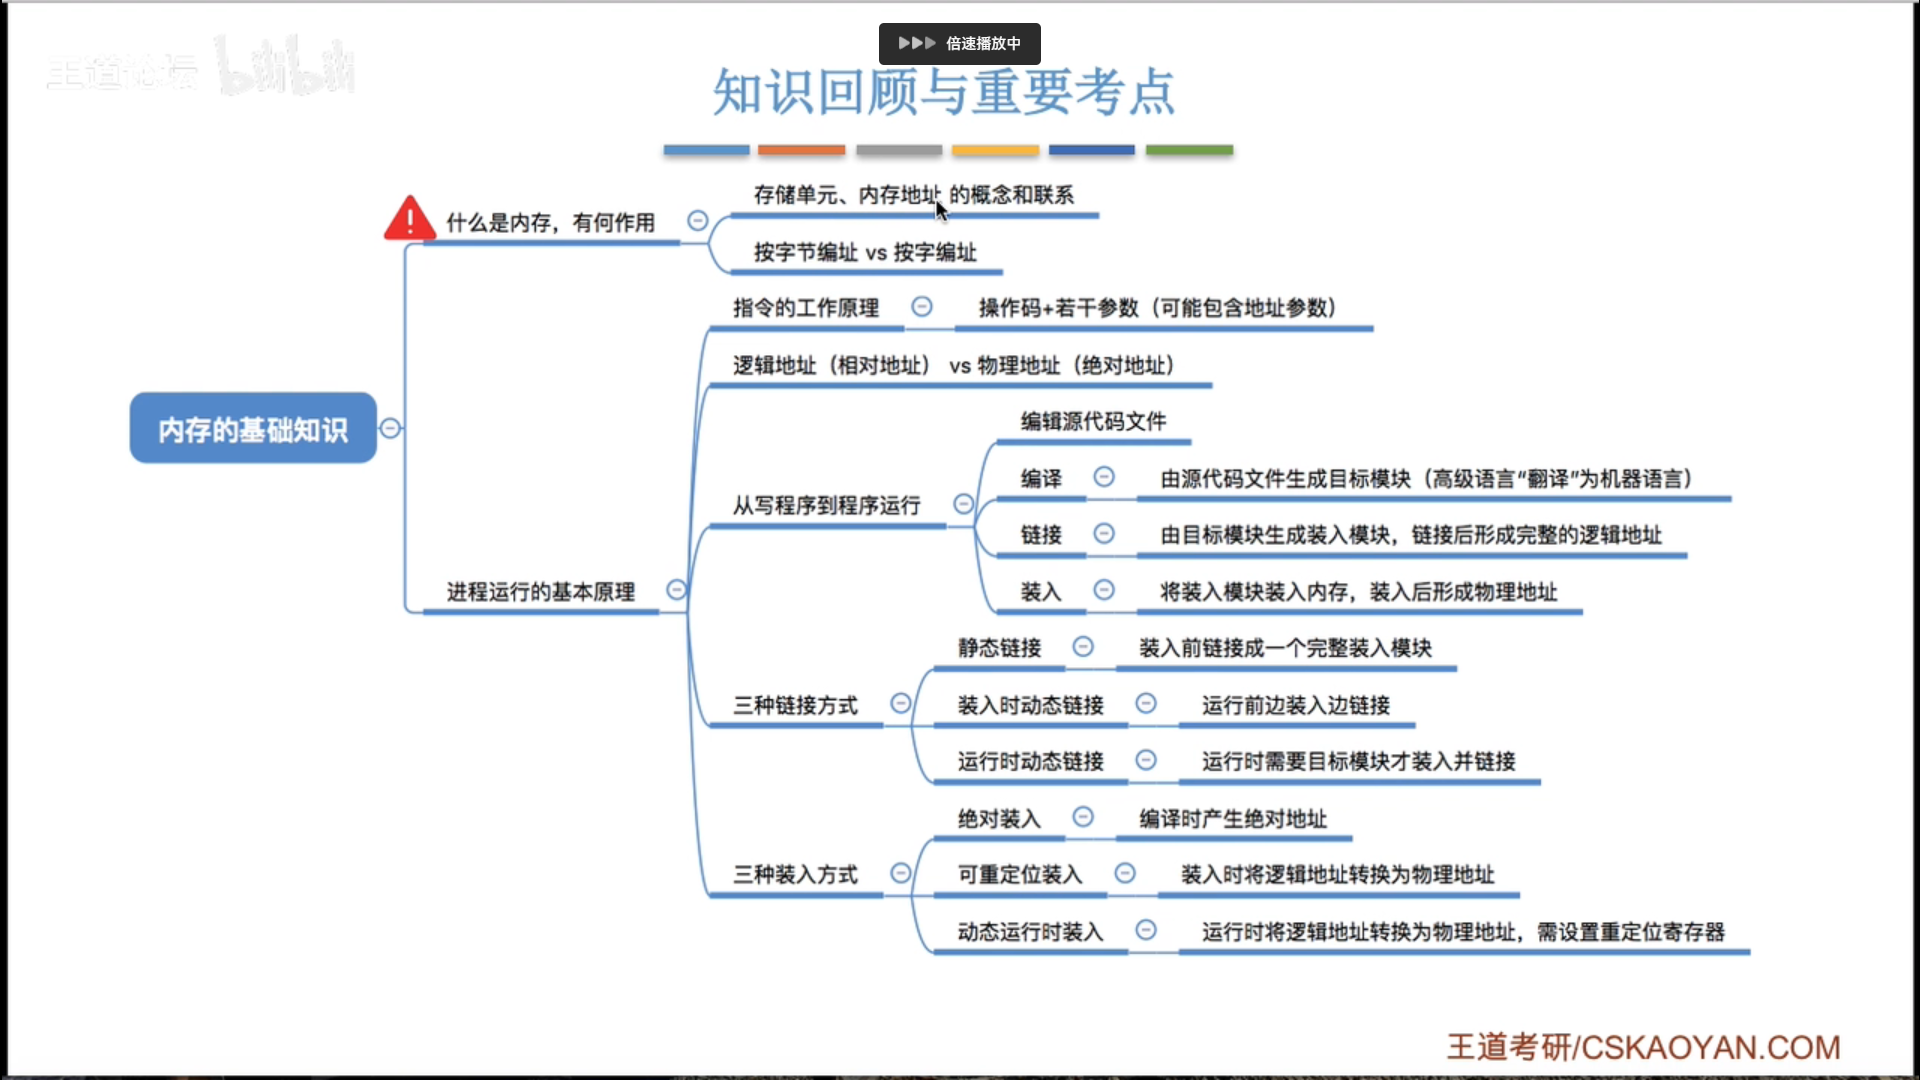 王道论坛 bilibili
倍速播放中
知识回顾与重要考点
什么是内存，有何作用
存储单元、内存地址 的概念和联系
按字节编址 vs 按字编址
内存的基础知识
进程运行的基本原理
指令的工作原理
操作码+若干参数（可能包含地址参数）
逻辑地址（相对地址） vs 物理地址（绝对地址）
从写程序到程序运行
编辑源代码文件
编译
由源代码文件生成目标模块（高级语言“翻译”为机器语言）
链接
由目标模块生成装入模块，链接后形成完整的逻辑地址
装入
将装入模块装入内存，装入后形成物理地址
三种链接方式
静态链接
装入前链接成一个完整装入模块
装入时动态链接
运行前边装入边链接
运行时动态链接
运行时需要目标模块才装入并链接
三种装入方式
绝对装入
编译时产生绝对地址
可重定位装入
装入时将逻辑地址转换为物理地址
动态运行时装入
运行时将逻辑地址转换为物理地址，需设置重定位寄存器
王道考研/CSKAOYAN.COM